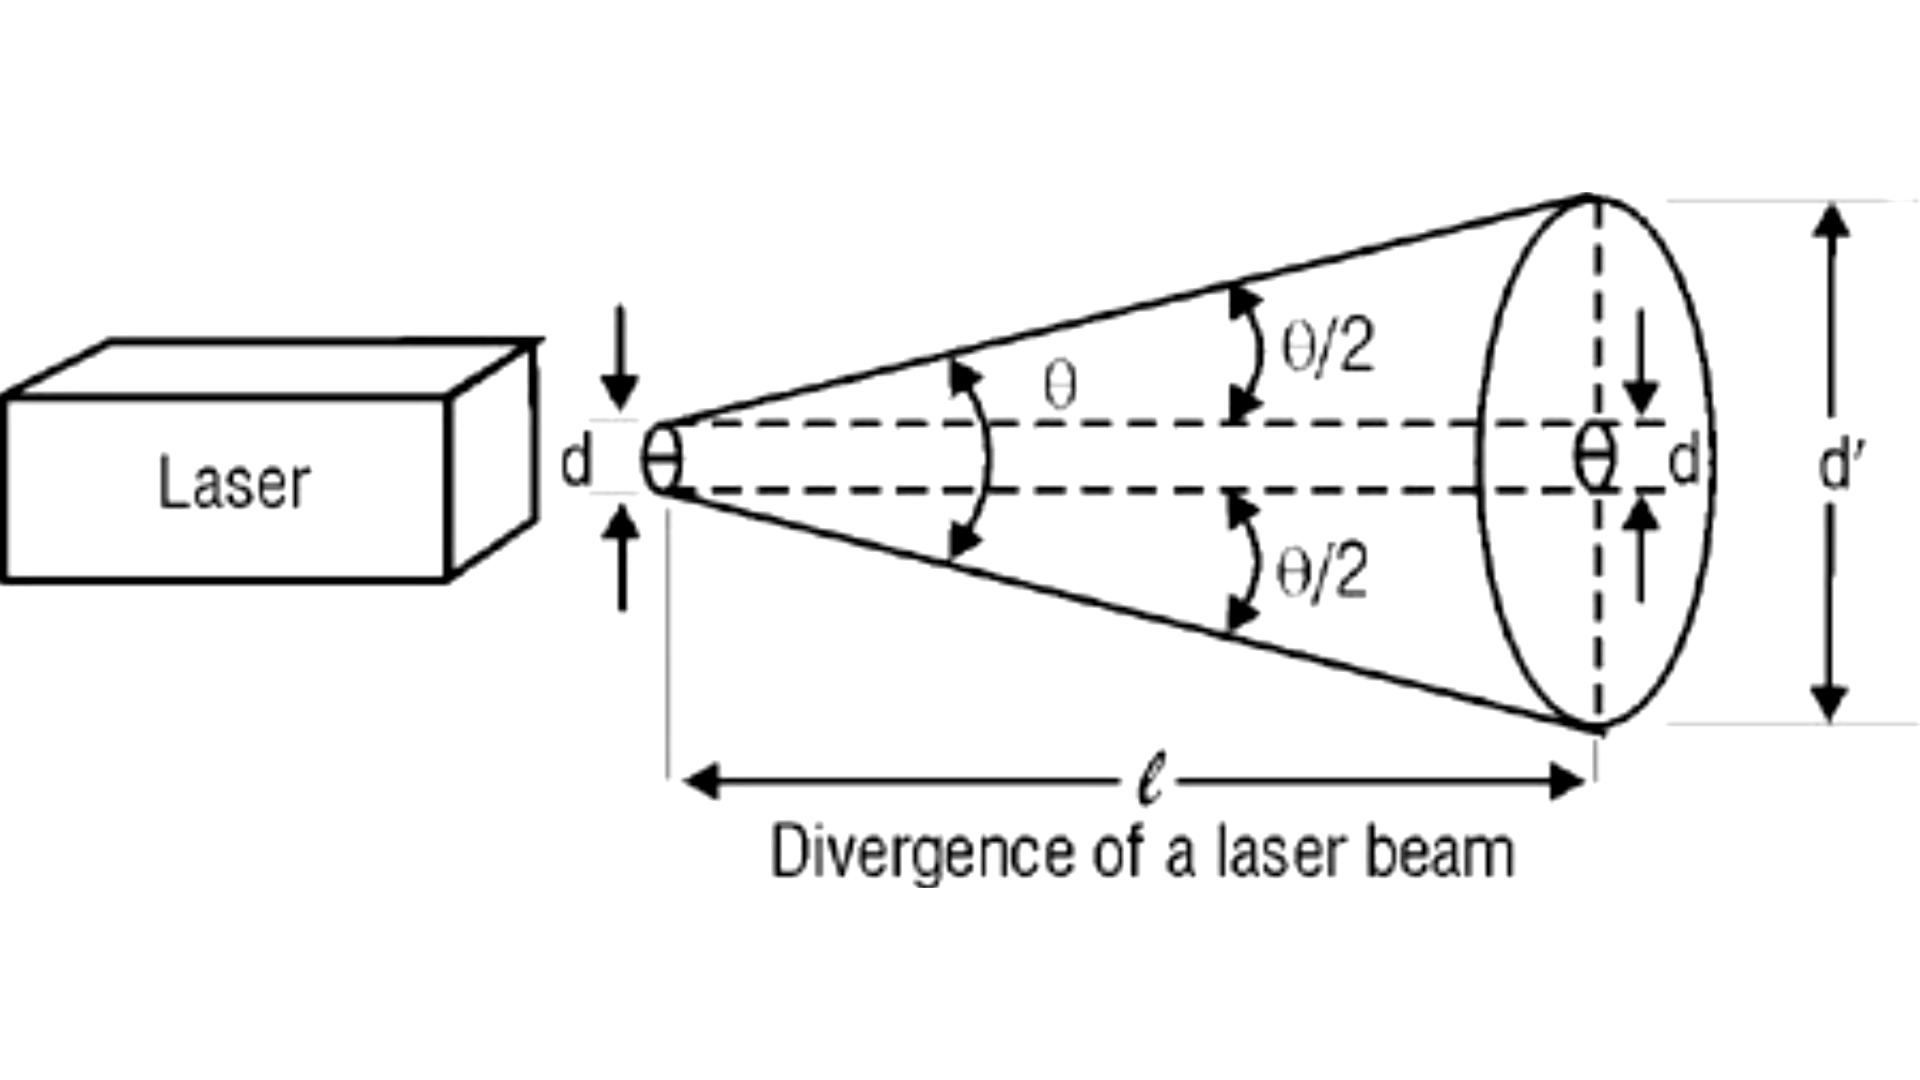 Laser
d
θ
θ/2
θ/2
d
d′
ℓ
Divergence of a laser beam